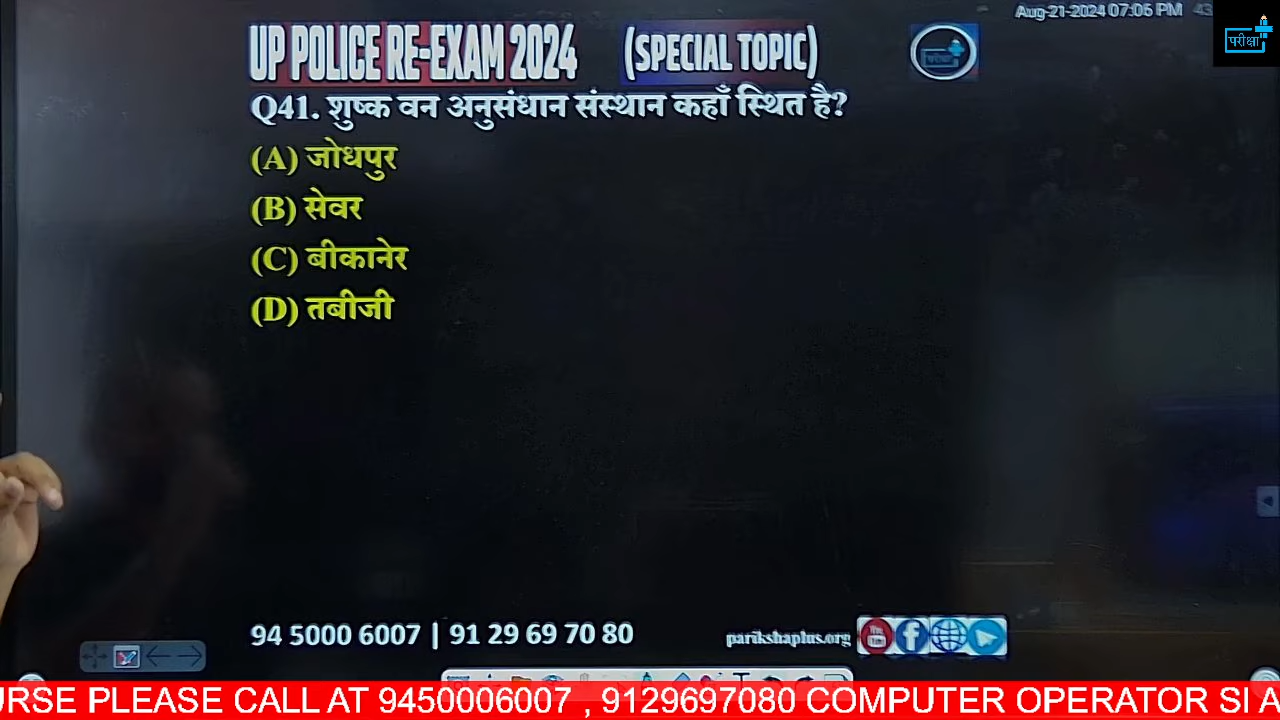 Aug-21-2024 07:06 PM 43
परीक्षा
UP POLICE RE-EXAM 2024 (SPECIAL TOPIC)
Q41. शुष्क वन अनुसंधान संस्थान कहाँ स्थित है?
(A) जोधपुर
(B) सेवर
(C) बीकानेर
(D) तबीजी
94 5000 6007 | 91 29 69 70 80
parikshaplus.org
URSE PLEASE CALL AT 9450006007 , 9129697080 COMPUTER OPERATOR SI A